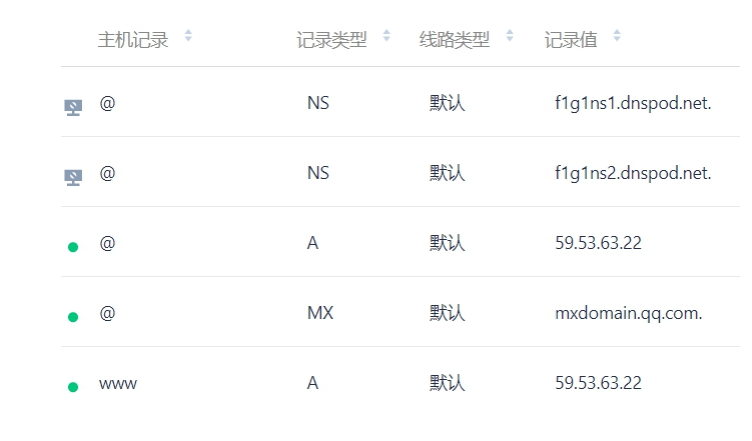 主机记录 记录类型 线路类型 记录值
@ NS 默认 f1g1ns1.dnspod.net.
@ NS 默认 f1g1ns2.dnspod.net.
@ A 默认 59.53.63.22
@ MX 默认 mxdomain.qq.com.
www A 默认 59.53.63.22